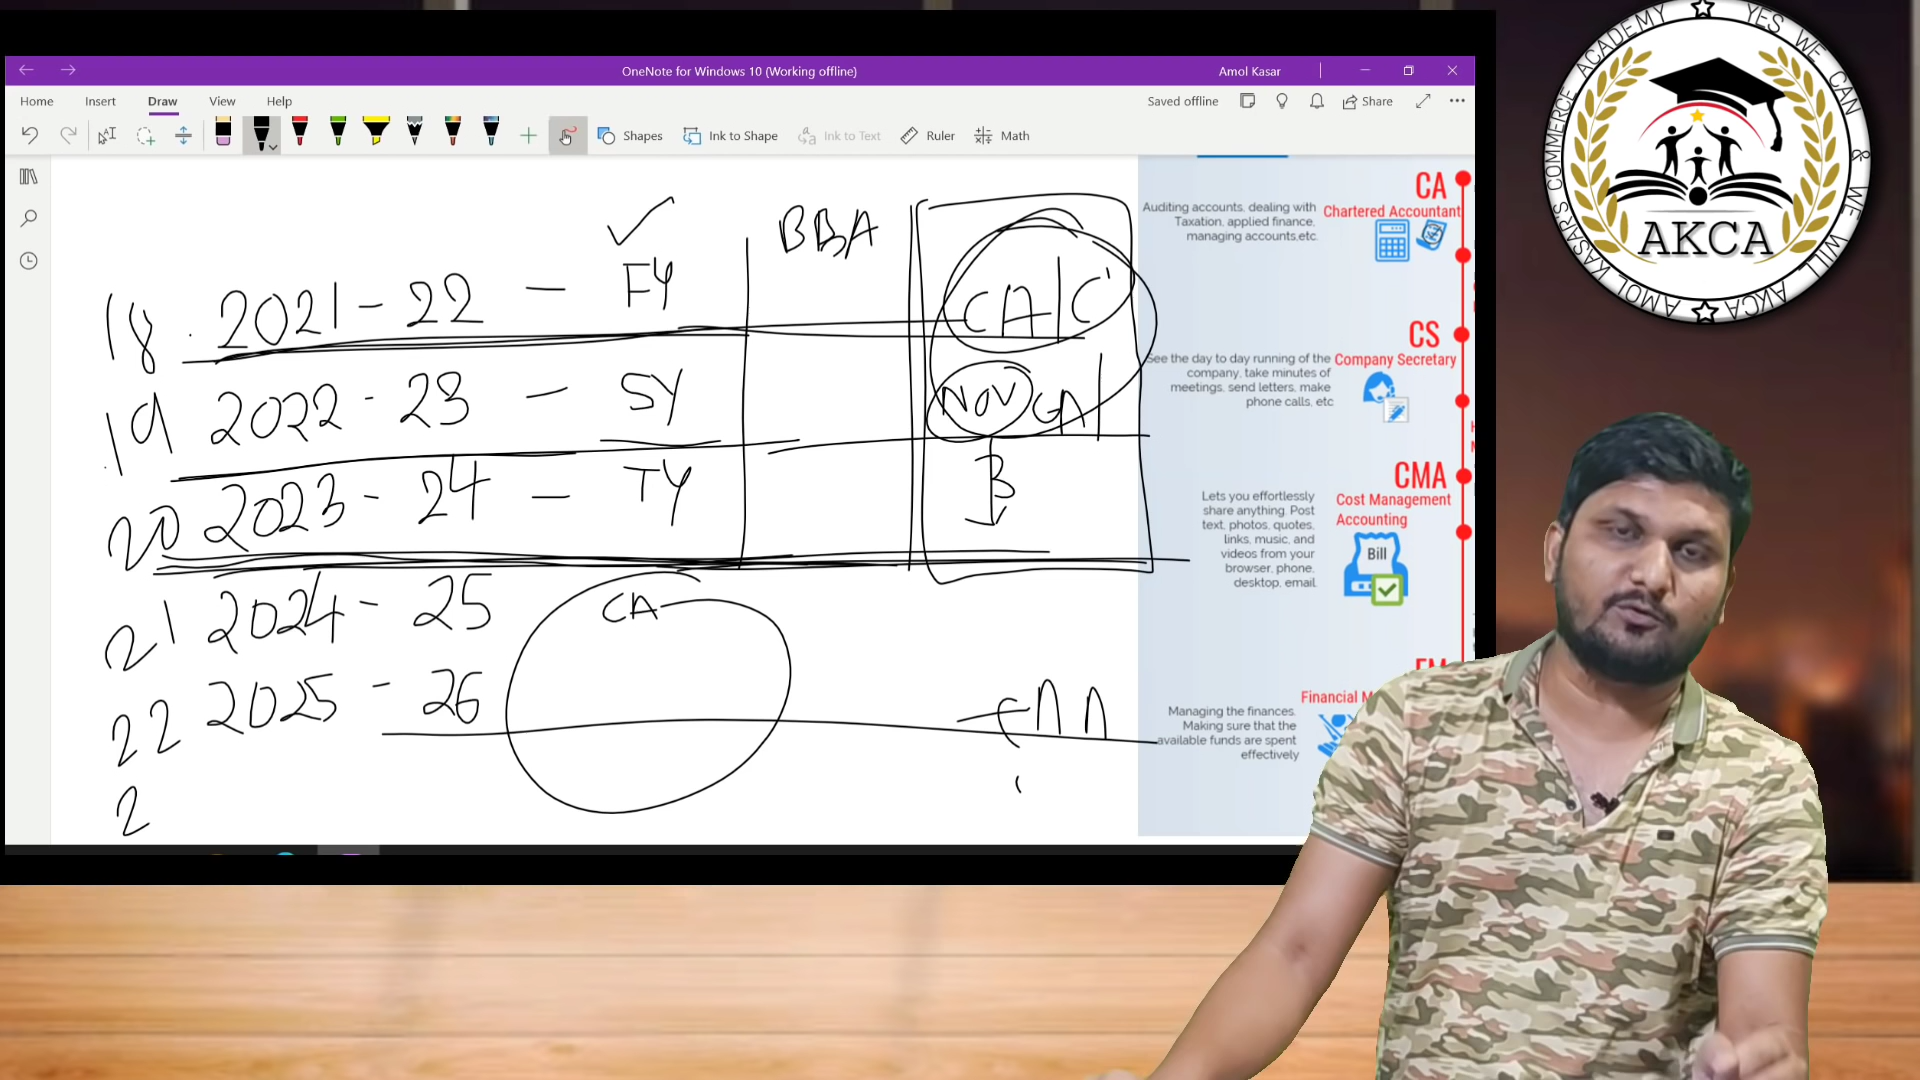 OneNote for Windows 10 (Working offline)
Amol Kasar
Home Insert Draw View Help
Saved offline
Share
Shapes
Ink to Shape
Ink to Text
Ruler
Math
BBA
18 2021-22 - FY
CA
19 2022-23 - SY
NOV
20 2023-24 - TY
B
21 2024-25
CA
22 2025-26
2
CA
Chartered Accountant
Auditing accounts, dealing with
Taxation, applied finance,
managing accounts,etc.
CS
Company Secretary
See the day to day running of the
company, take minutes of
meetings, send letters, make
phone calls, etc
CMA
Cost Management
Accounting
Lets you effortlessly
share anything. Post
text, photos, quotes,
links, music, and
videos from your
browser, phone,
desktop, email
Bill
Financial M
Managing the finances.
Making sure that the
available funds are spent
effectively
AMOL KASAR'S COMMERCE ACADEMY
YES WE CAN & WE WILL
AKCA
AKCA